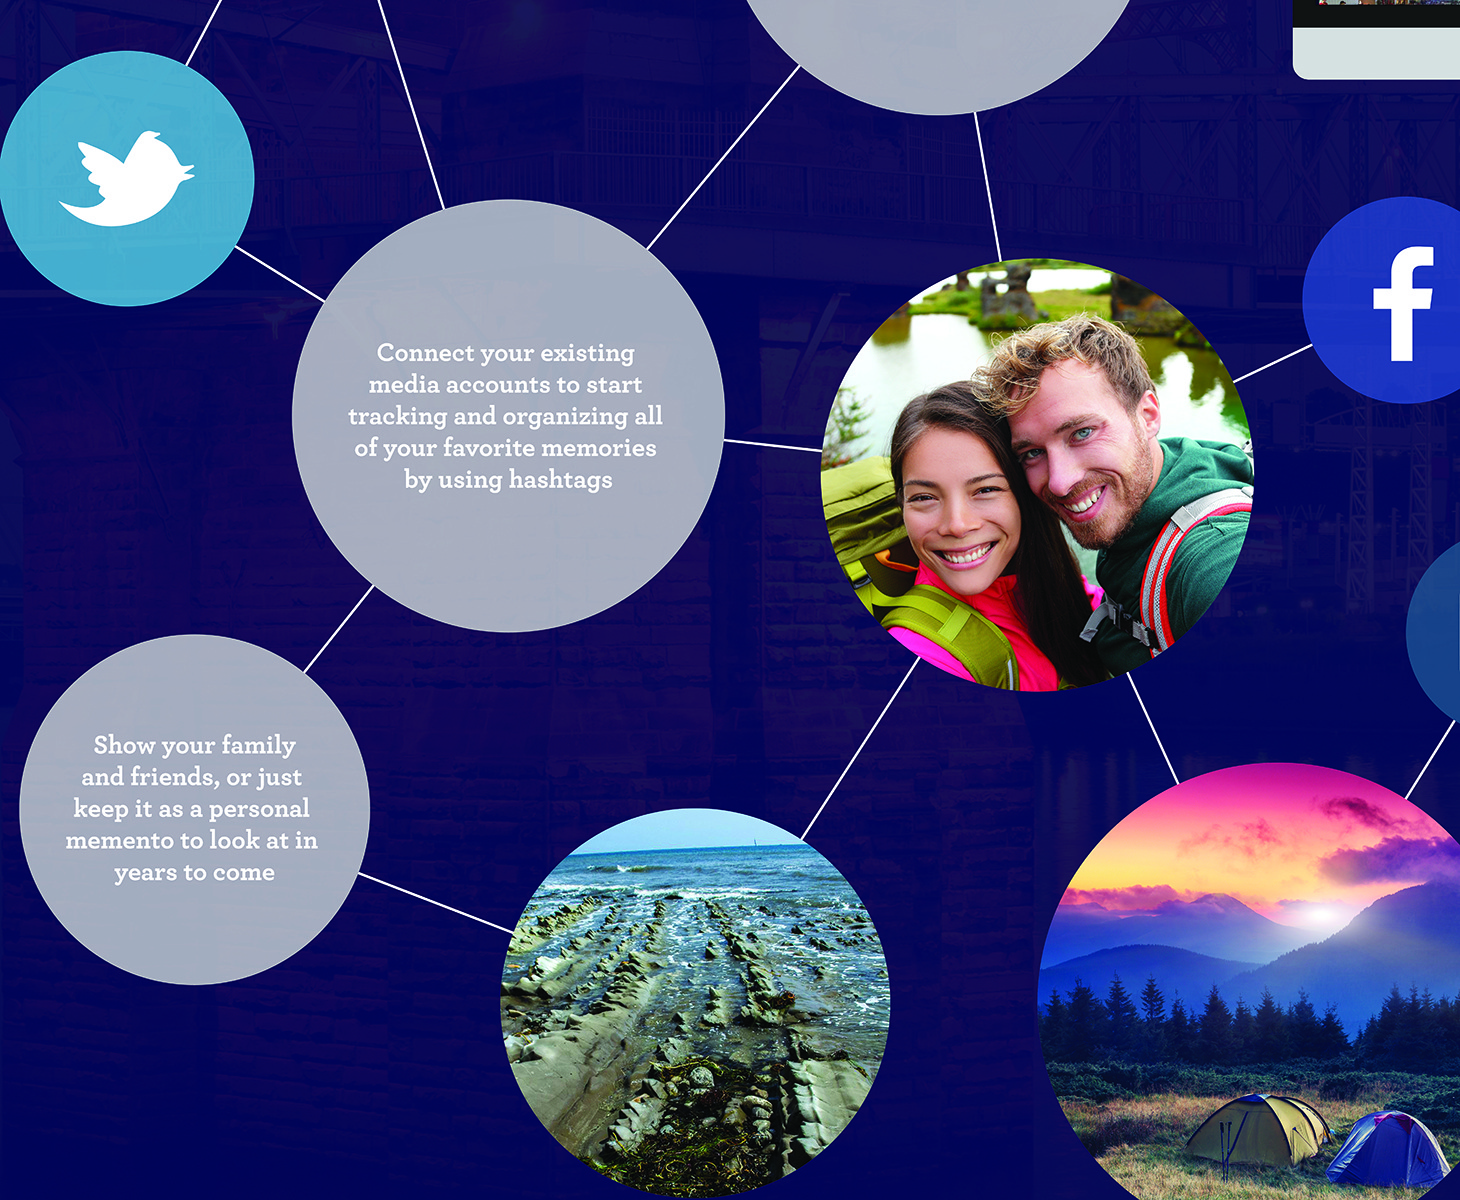 Connect your existing
media accounts to start
tracking and organizing all
of your favorite memories
by using hashtags
Show your family
and friends, or just
keep it as a personal
memento to look at in
years to come